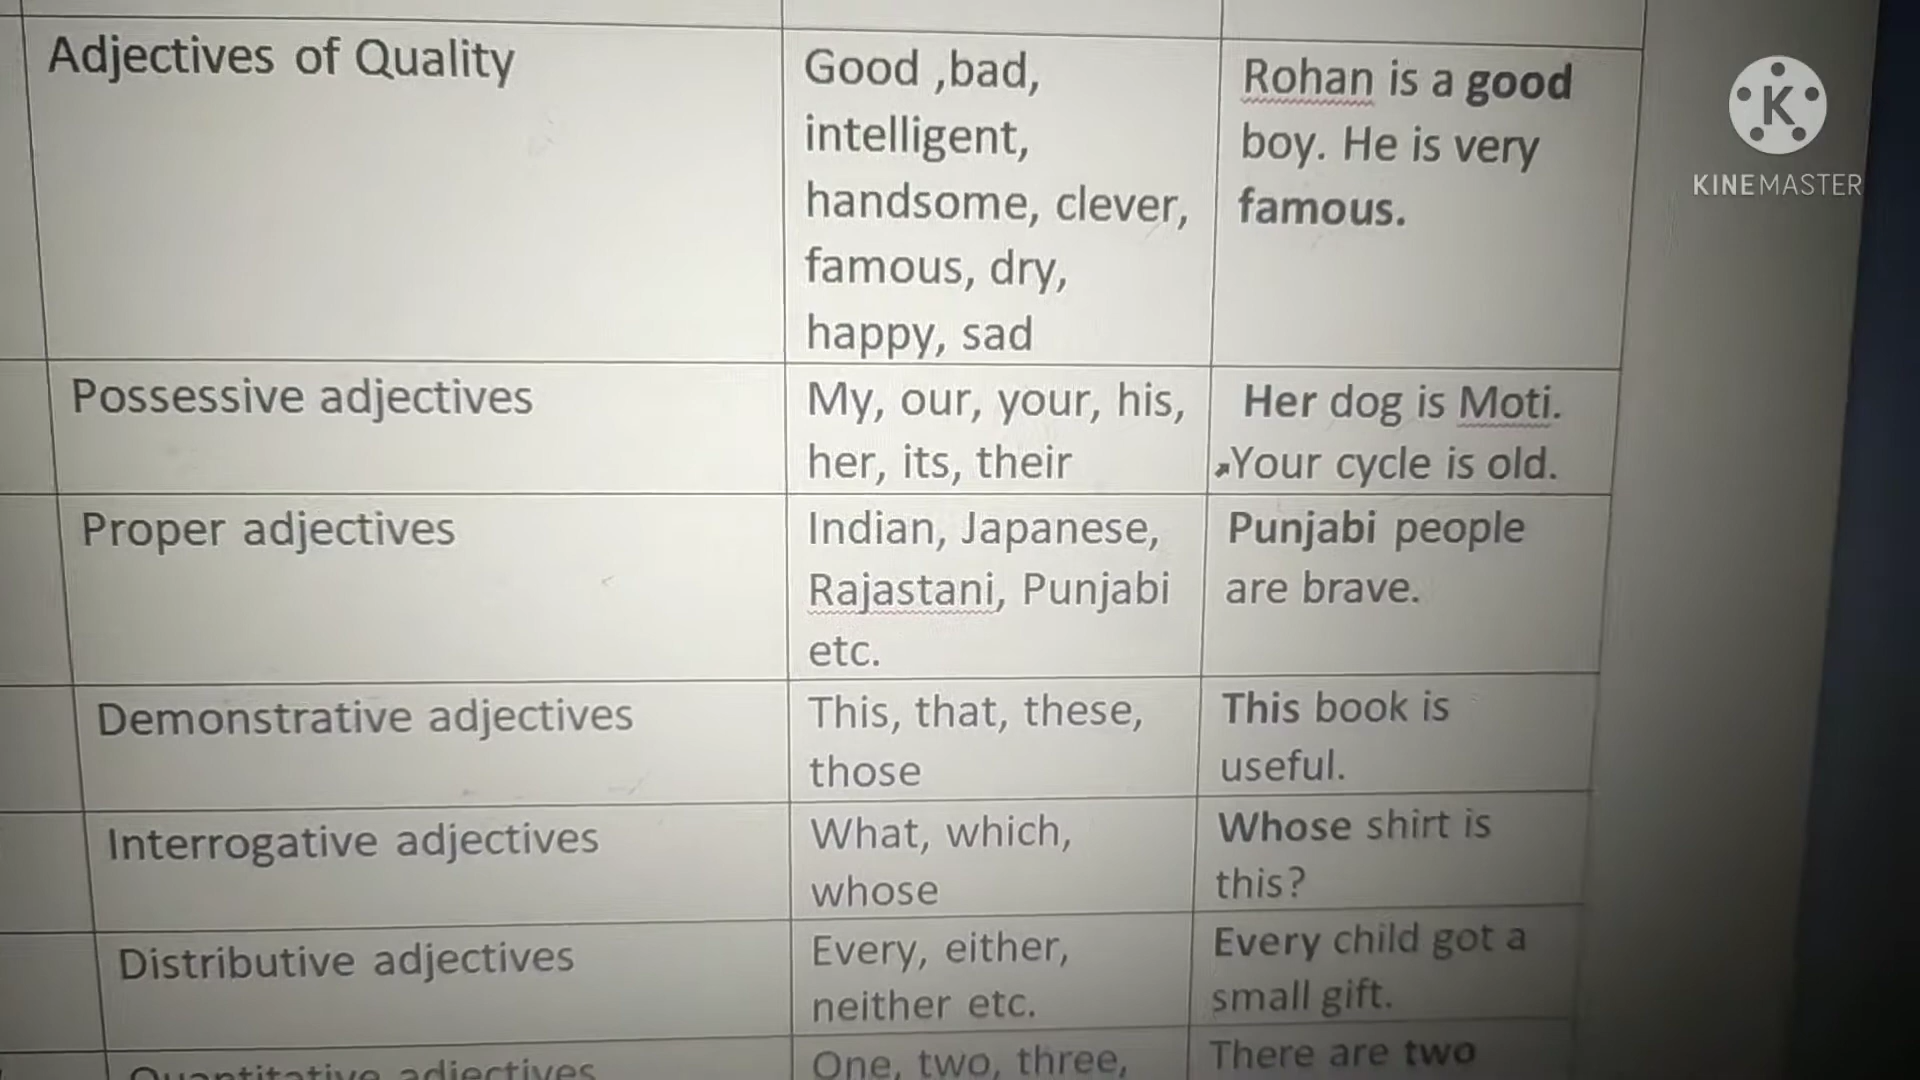 Adjectives of Quality
Good ,bad,
intelligent,
handsome, clever,
famous, dry,
happy, sad
Rohan is a good
boy. He is very
famous.
Possessive adjectives
My, our, your, his,
her, its, their
Her dog is Moti.
Your cycle is old.
Proper adjectives
Indian, Japanese,
Rajastani, Punjabi
etc.
Punjabi people
are brave.
Demonstrative adjectives
This, that, these,
those
This book is
useful.
Interrogative adjectives
What, which,
whose
Whose shirt is
this?
Distributive adjectives
Every, either,
neither etc.
Every child got a
small gift.
Quantitative adjectives
One, two, three,
There are two
K
KINEMASTER